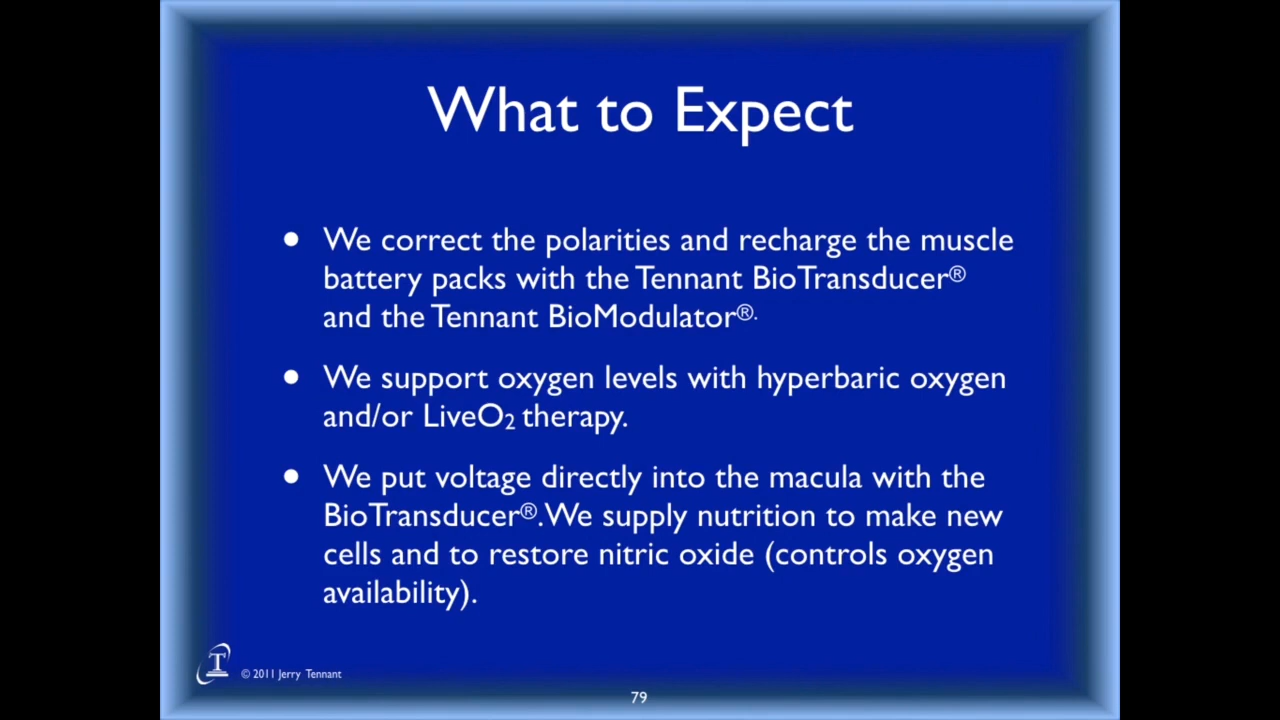 What to Expect
• We correct the polarities and recharge the muscle
battery packs with the Tennant BioTransducer®
and the Tennant BioModulator®.
• We support oxygen levels with hyperbaric oxygen
and/or LiveO₂ therapy.
• We put voltage directly into the macula with the
BioTransducer®. We supply nutrition to make new
cells and to restore nitric oxide (controls oxygen
availability).
T © 2011 Jerry Tennant
79